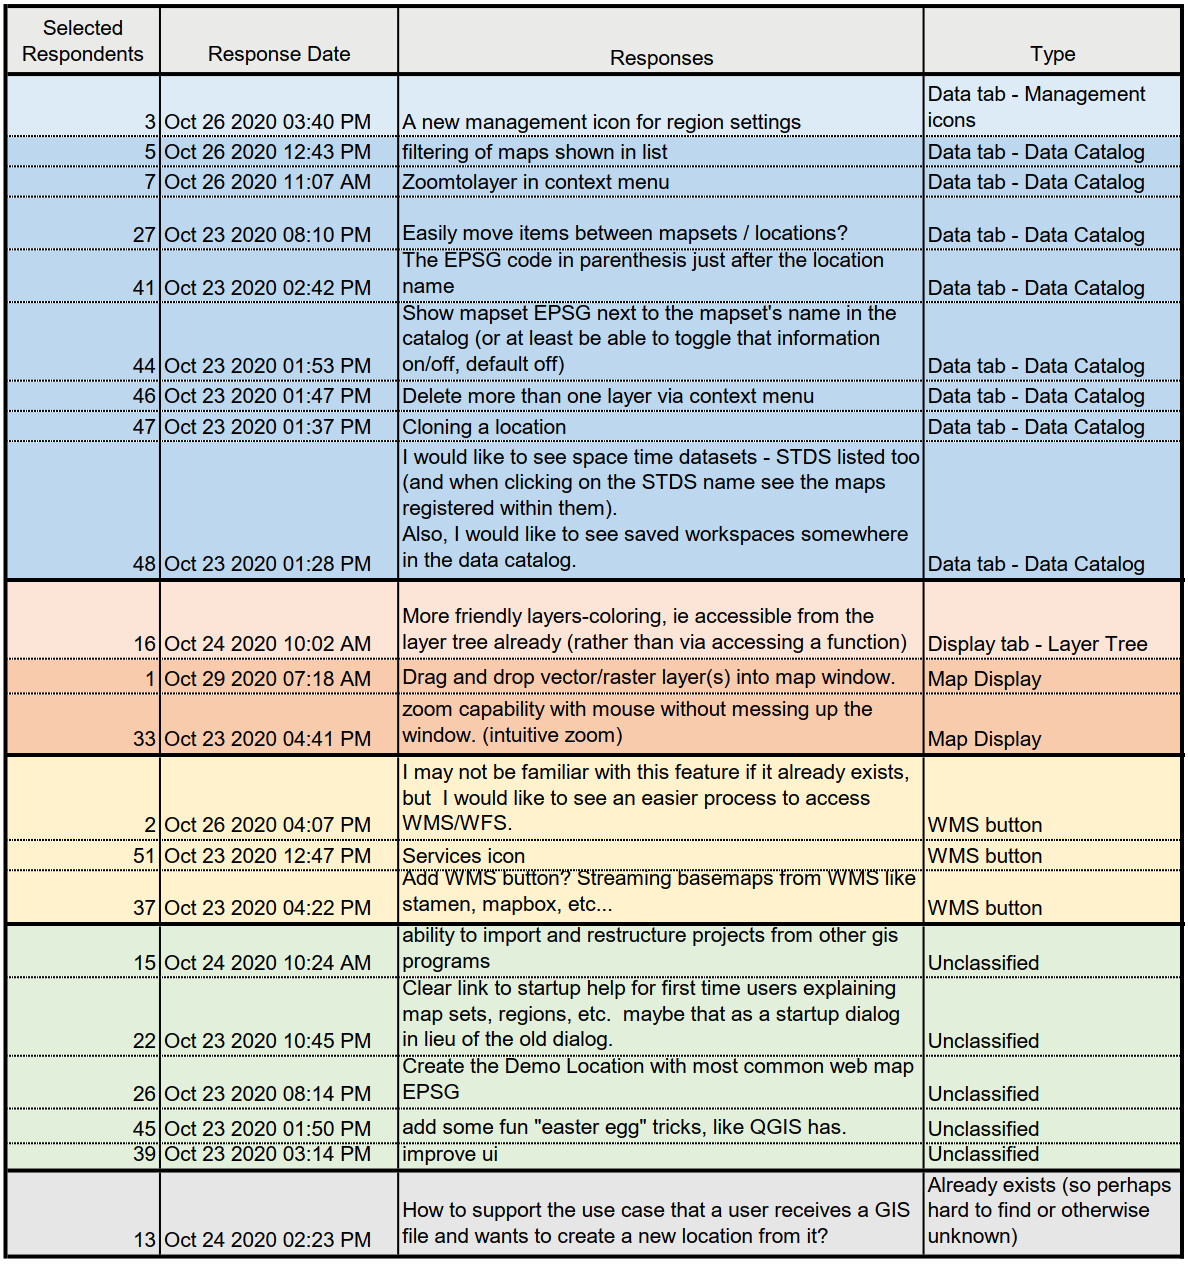 Selected
Respondents
Response Date
Responses
Type
3 Oct 26 2020 03:40 PM A new management icon for region settings Data tab - Management
icons
5 Oct 26 2020 12:43 PM filtering of maps shown in list Data tab - Data Catalog
7 Oct 26 2020 11:07 AM Zoomtolayer in context menu Data tab - Data Catalog
27 Oct 23 2020 08:10 PM Easily move items between mapsets / locations? Data tab - Data Catalog
The EPSG code in parenthesis just after the location
41 Oct 23 2020 02:42 PM name Data tab - Data Catalog
Show mapset EPSG next to the mapset's name in the
catalog (or at least be able to toggle that information
44 Oct 23 2020 01:53 PM on/off, default off) Data tab - Data Catalog
46 Oct 23 2020 01:47 PM Delete more than one layer via context menu Data tab - Data Catalog
47 Oct 23 2020 01:37 PM Cloning a location Data tab - Data Catalog
I would like to see space time datasets - STDS listed too
(and when clicking on the STDS name see the maps
registered within them).
Also, I would like to see saved workspaces somewhere
48 Oct 23 2020 01:28 PM in the data catalog. Data tab - Data Catalog
More friendly layers-coloring, ie accessible from the
16 Oct 24 2020 10:02 AM layer tree already (rather than via accessing a function) Display tab - Layer Tree
1 Oct 29 2020 07:18 AM Drag and drop vector/raster layer(s) into map window. Map Display
zoom capability with mouse without messing up the
33 Oct 23 2020 04:41 PM window. (intuitive zoom) Map Display
I may not be familiar with this feature if it already exists,
but  I would like to see an easier process to access
2 Oct 26 2020 04:07 PM WMS/WFS. WMS button
51 Oct 23 2020 12:47 PM Services icon WMS button
Add WMS button? Streaming basemaps from WMS like
37 Oct 23 2020 04:22 PM stamen, mapbox, etc... WMS button
ability to import and restructure projects from other gis
15 Oct 24 2020 10:24 AM programs Unclassified
Clear link to startup help for first time users explaining
map sets, regions, etc.  maybe that as a startup dialog
22 Oct 23 2020 10:45 PM in lieu of the old dialog. Unclassified
Create the Demo Location with most common web map
26 Oct 23 2020 08:14 PM EPSG Unclassified
45 Oct 23 2020 01:50 PM add some fun "easter egg" tricks, like QGIS has. Unclassified
39 Oct 23 2020 03:14 PM improve ui Unclassified
Already exists (so perhaps
How to support the use case that a user receives a GIS hard to find or otherwise
13 Oct 24 2020 02:23 PM file and wants to create a new location from it? unknown)